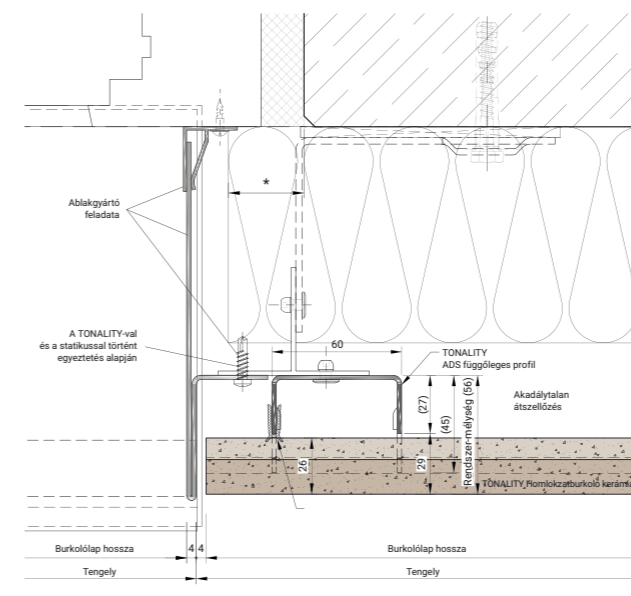 Ablakgyártó
feladata
*
A TONALITY-val
és a statikussal történt
egyeztetés alapján
60
TONALITY
ADS függőleges profil
Akadálytalan
átszellőzés
(27)
(45)
Rendszer-mélység (56)
26
29
TONALITY Homlokzatburkoló
Burkolólap hossza
4
4
Burkolólap hossza
Tengely
Tengely